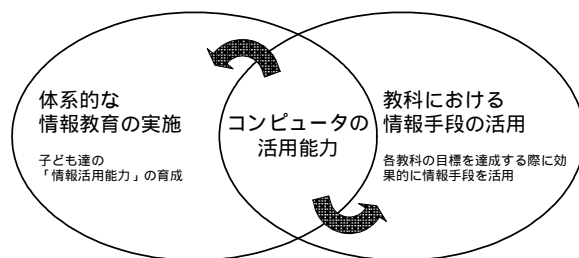 体系的な
情報教育の実施
子ども達の
「情報活用能力」の育成
コンピュータの
活用能力
教科における
情報手段の活用
各教科の目標を達成する際に効
果的に情報手段を活用